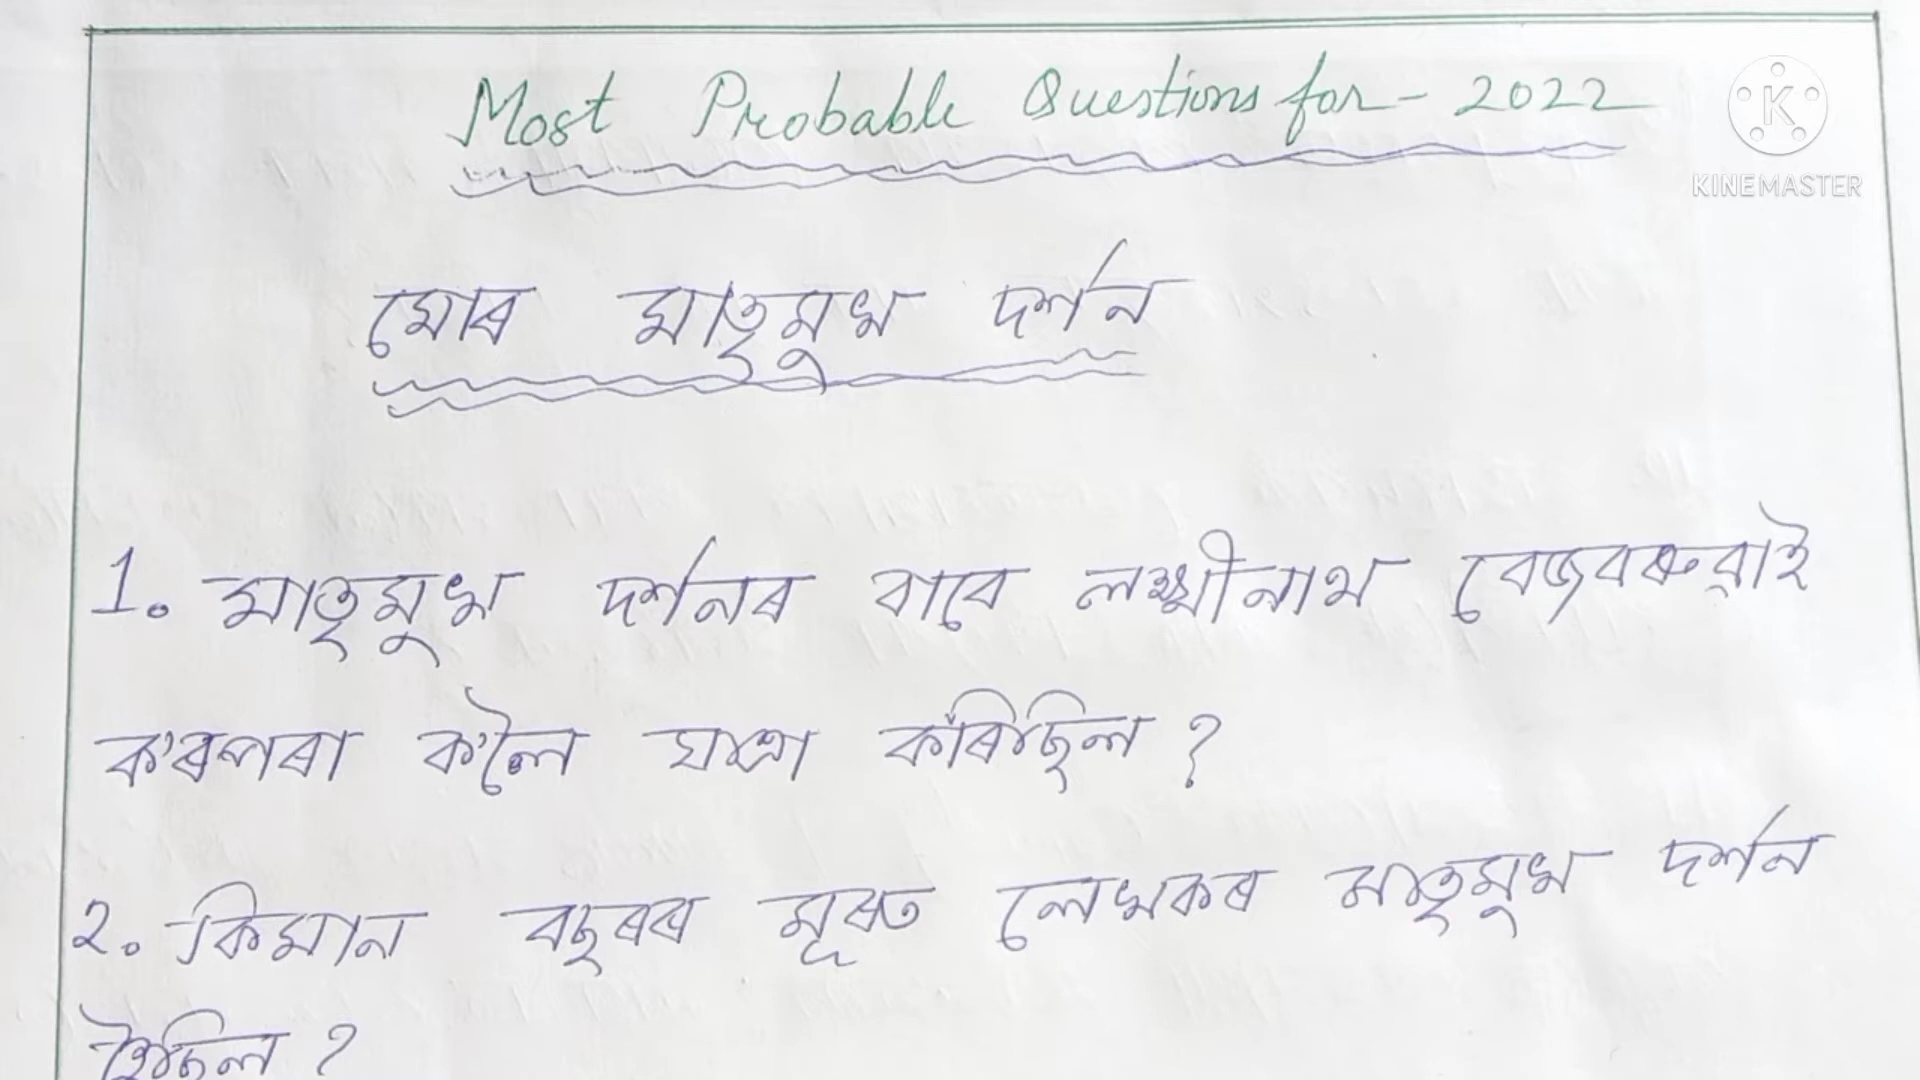 Most Probable Questions for - 2022
KINEMASTER
মোৰ মাতৃমুখ দৰ্শন
1. মাতৃমুখ দৰ্শনৰ বাবে লক্ষ্মীনাথ বেজবৰুৱাই
ক'ৰপৰা ক'লৈ যাত্ৰা কৰিছিল ?
2. কিমান বছৰৰ মূৰত লেখকৰ মাতৃমুখ দৰ্শন
হৈছিল ?